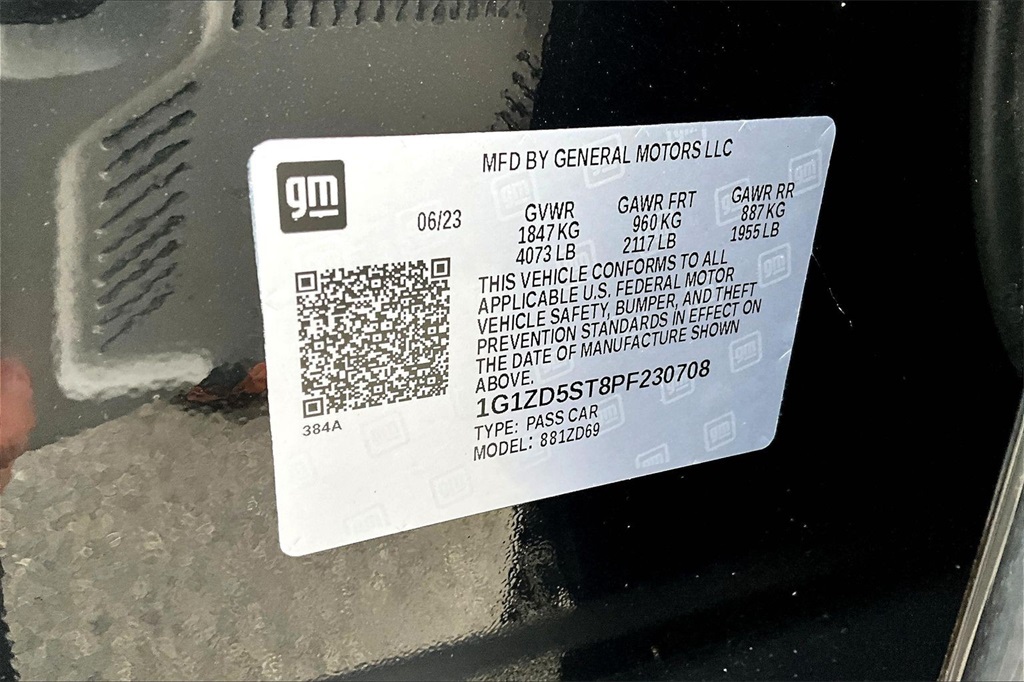 MFD BY GENERAL MOTORS LLC
gm
06/23 GVWR GAWR FRT GAWR RR
1847 KG 960 KG 887 KG
4073 LB 2117 LB 1955 LB
THIS VEHICLE CONFORMS TO ALL
APPLICABLE U.S. FEDERAL MOTOR
VEHICLE SAFETY, BUMPER, AND THEFT
PREVENTION STANDARDS IN EFFECT ON
THE DATE OF MANUFACTURE SHOWN
ABOVE.
1G1ZD5ST8PF230708
TYPE: PASS CAR
MODEL: 881ZD69
384A